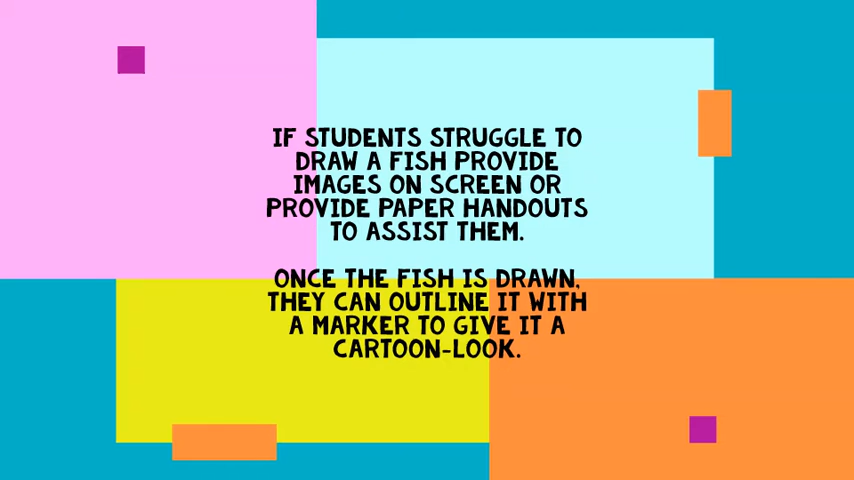 IF STUDENTS STRUGGLE TO
DRAW A FISH PROVIDE
IMAGES ON SCREEN OR
PROVIDE PAPER HANDOUTS
TO ASSIST THEM.
ONCE THE FISH IS DRAWN,
THEY CAN OUTLINE IT WITH
A MARKER TO GIVE IT A
CARTOON-LOOK.